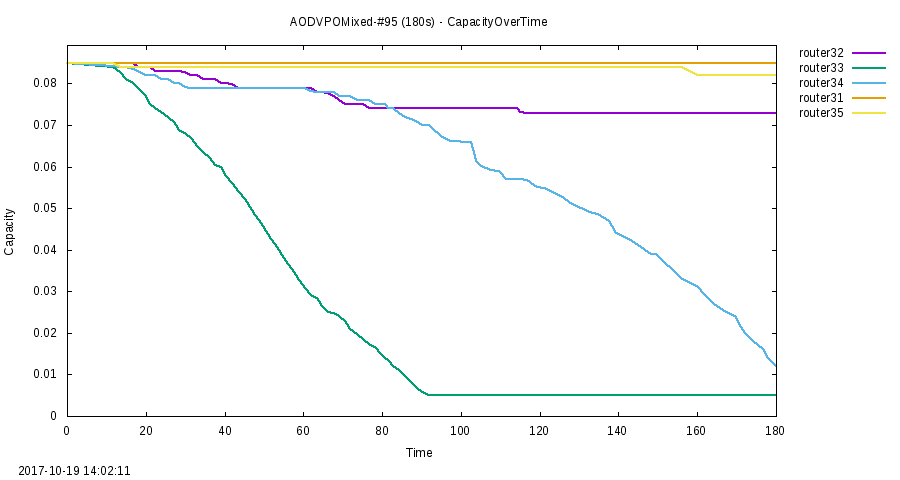 AODVPOMixed-#95 (180s) - CapacityOverTime
router32
router33
router34
router31
router35
0.08
0.07
0.06
0.05
0.04
0.03
0.02
0.01
0
Capacity
0 20 40 60 80 100 120 140 160 180
Time
2017-10-19 14:02:11